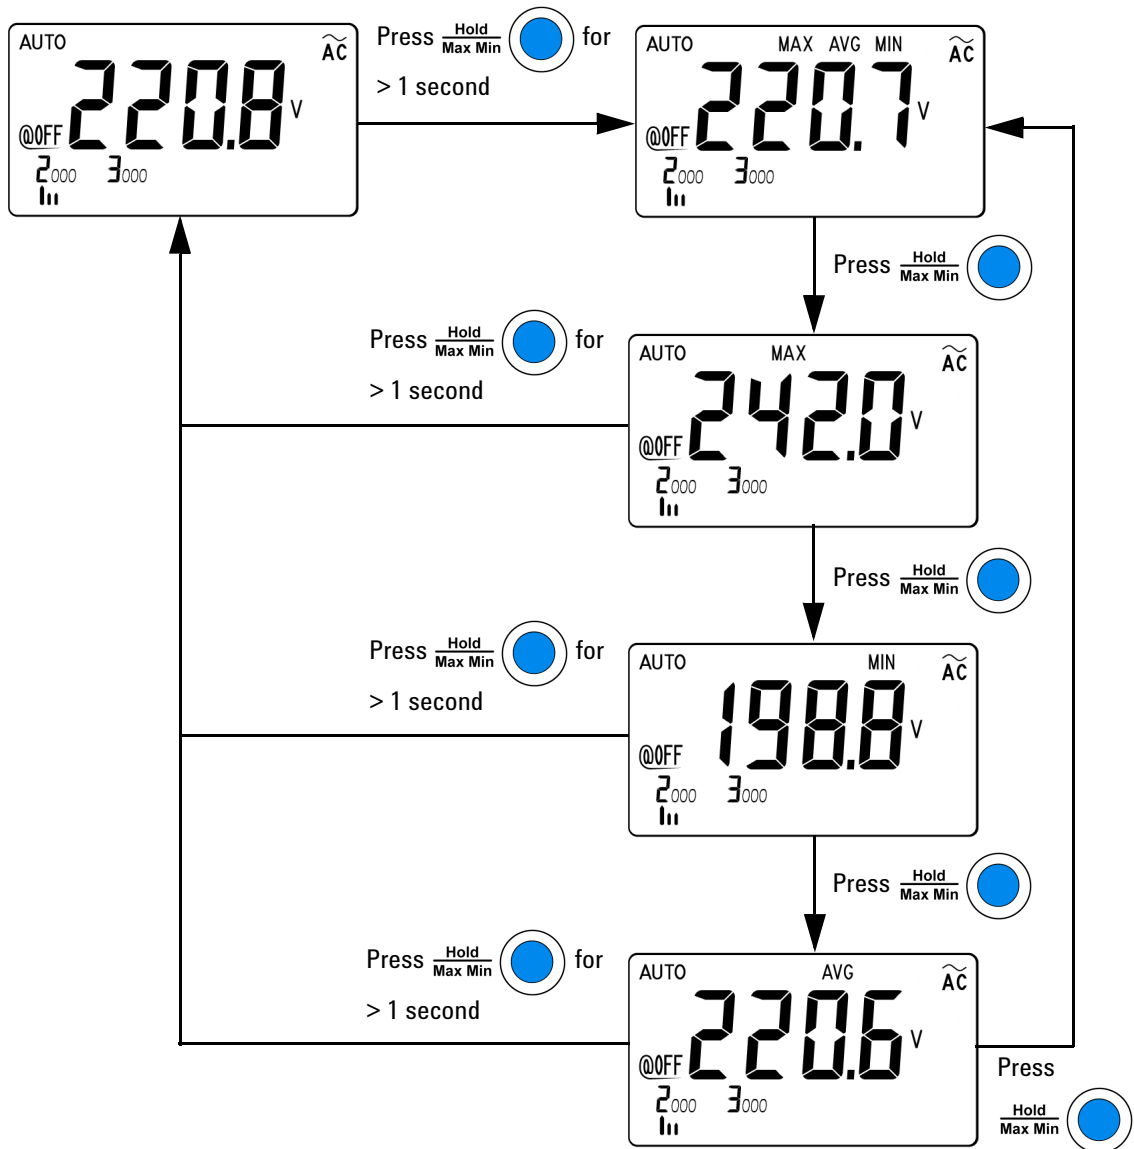 AUTO
AC
220.8 V
@OFF
2000 3000
Press Hold
Max Min for
> 1 second
AUTO MAX AVG MIN
AC
220.7 V
@OFF
2000 3000
Press Hold
Max Min
Press Hold
Max Min for
> 1 second
AUTO MAX
AC
242.0 V
@OFF
2000 3000
Press Hold
Max Min
Press Hold
Max Min for
> 1 second
AUTO MIN
AC
198.8 V
@OFF
2000 3000
Press Hold
Max Min
Press Hold
Max Min for
> 1 second
AUTO AVG
AC
220.6 V
@OFF
2000 3000
Press
Hold
Max Min